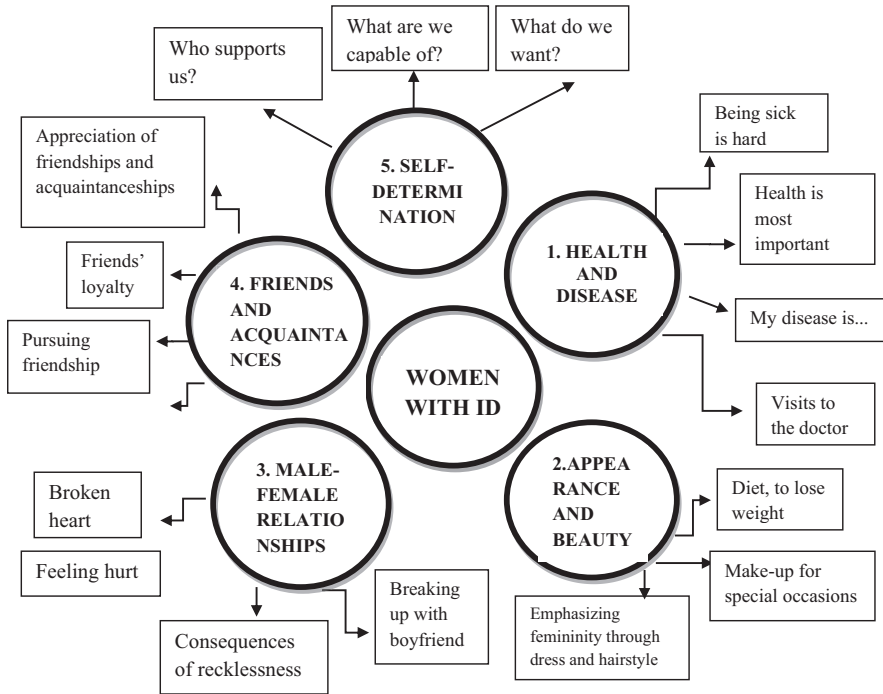 Who supports
us?
What are we
capable of?
What do we
want?
Appreciation of
friendships and
acquaintanceships
5. SELF-
DETERMI
NATION
Being sick
is hard
Health is
most
important
Friends’
loyalty
4. FRIENDS
AND
ACQUAINTA
NCES
1. HEALTH
AND
DISEASE
My disease is...
Pursuing
friendship
WOMEN
WITH ID
Visits to
the doctor
3. MALE-
FEMALE
RELATIO
NSHIPS
2.APPEA
RANCE
AND
BEAUTY
Broken
heart
Diet, to lose
weight
Feeling hurt
Make-up for
special occasions
Breaking
up with
boyfriend
Emphasizing
femininity through
dress and hairstyle
Consequences
of recklessness